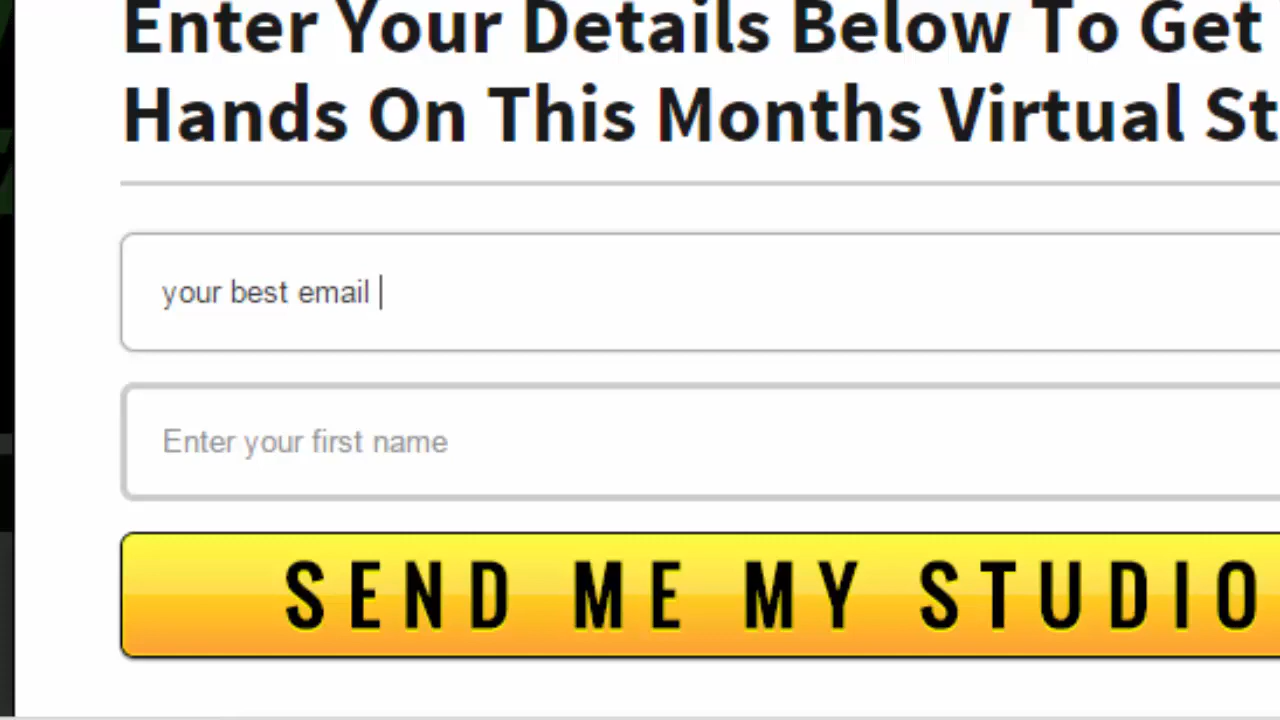 Enter Your Details Below To Get
Hands On This Months Virtual St
your best email
Enter your first name
SEND ME MY STUDIO